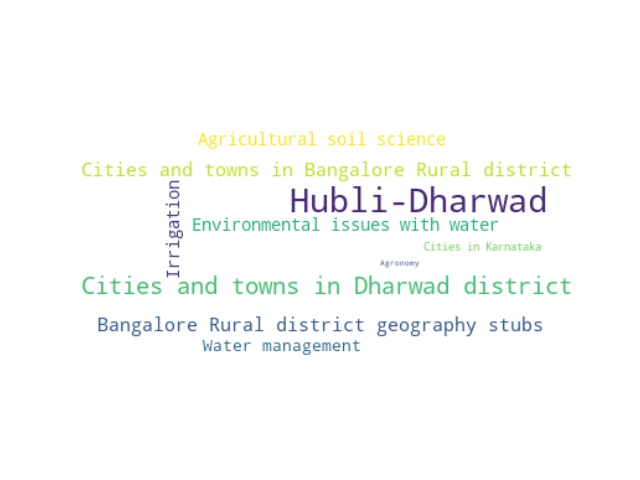 Agricultural soil science
Cities and towns in Bangalore Rural district
Irrigation
Hubli-Dharwad
Environmental issues with water
Cities in Karnataka
Agronomy
Cities and towns in Dharwad district
Bangalore Rural district geography stubs
Water management